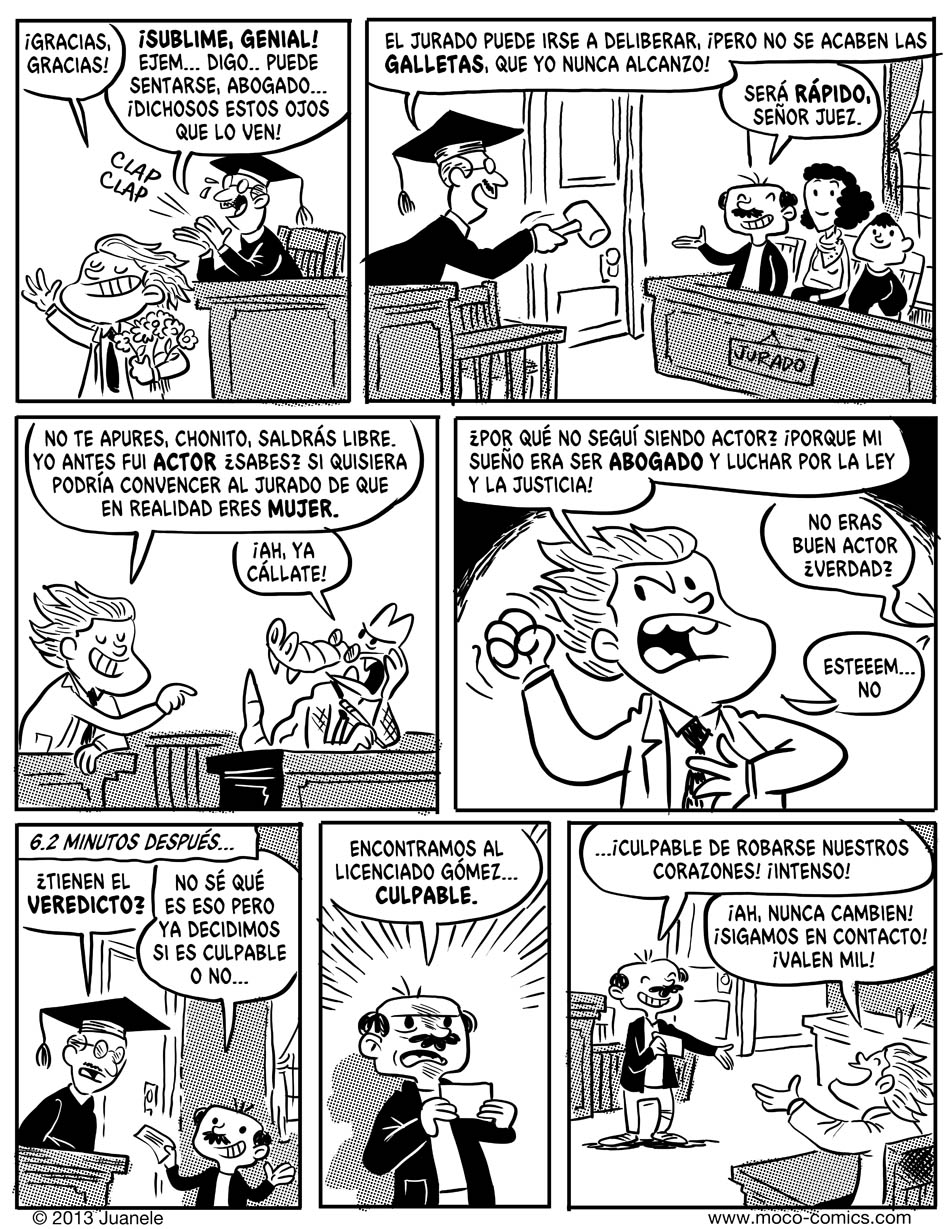 ¡GRACIAS,
GRACIAS!
¡SUBLIME, GENIAL!
EJEM... DIGO.. PUEDE
SENTARSE, ABOGADO...
¡DICHOSOS ESTOS OJOS
QUE LO VEN!
CLAP
CLAP
EL JURADO PUEDE IRSE A DELIBERAR, ¡PERO NO SE ACABEN LAS
GALLETAS, QUE YO NUNCA ALCANZO!
SERÁ RÁPIDO,
SEÑOR JUEZ.
JURADO
NO TE APURES, CHONITO, SALDRÁS LIBRE.
YO ANTES FUI ACTOR ¿SABES? SI QUISIERA
PODRÍA CONVENCER AL JURADO DE QUE
EN REALIDAD ERES MUJER.
¡AH, YA
CÁLLATE!
¿POR QUÉ NO SEGUÍ SIENDO ACTOR? ¡PORQUE MI
SUEÑO ERA SER ABOGADO Y LUCHAR POR LA LEY
Y LA JUSTICIA!
NO ERAS
BUEN ACTOR
¿VERDAD?
ESTEEEM...
NO
6.2 MINUTOS DESPUÉS...
¿TIENEN EL
VEREDICTO?
NO SÉ QUÉ
ES ESO PERO
YA DECIDIMOS
SI ES CULPABLE
O NO...
ENCONTRAMOS AL
LICENCIADO GÓMEZ...
CULPABLE.
...¡CULPABLE DE ROBARSE NUESTROS
CORAZONES! ¡INTENSO!
¡AH, NUNCA CAMBIEN!
¡SIGAMOS EN CONTACTO!
¡VALEN MIL!
© 2013 Juanele
www.moco-comics.com